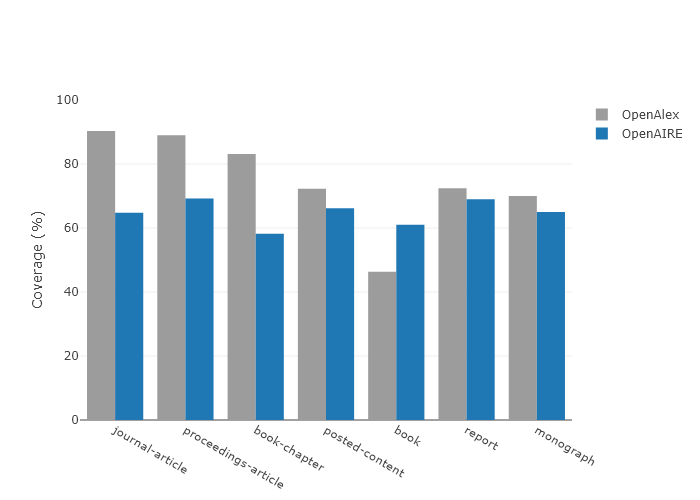 100
80
60
40
20
0
Coverage (%)
journal-article
proceedings-article
book-chapter
posted-content
book
report
monograph
OpenAlex
OpenAIRE